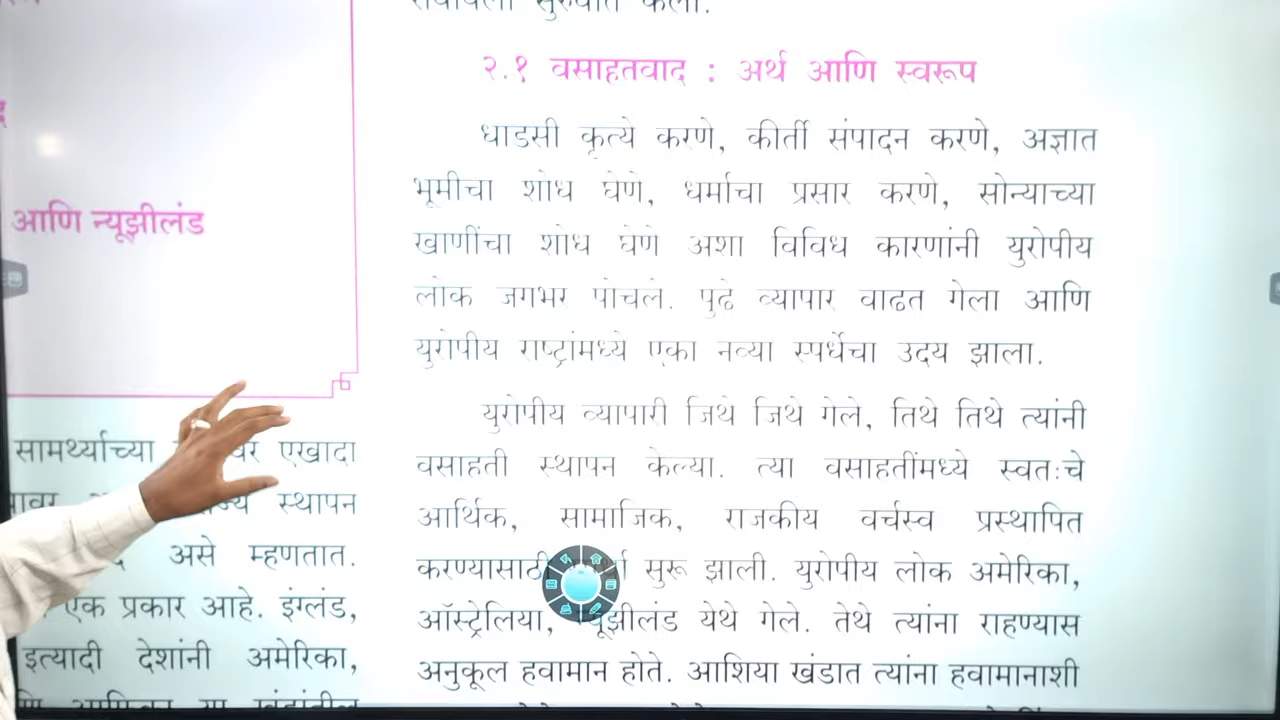 आणि न्यूझीलंड
सामर्थ्याच्या वर एखादा
स्थापन
असे म्हणतात.
एक प्रकार आहे. इंग्लंड,
इत्यादी देशांनी अमेरिका,
२.१ वसाहतवाद : अर्थ आणि स्वरूप
धाडसी कृत्ये करणे, कीर्ती संपादन करणे, अज्ञात
भूमीचा शोध घेणे, धर्माचा प्रसार करणे, सोन्याच्या
खाणींचा शोध घेणे अशा विविध कारणांनी युरोपीय
लोक जगभर पोचले. पुढे व्यापार वाढत गेला आणि
युरोपीय राष्ट्रांमध्ये एका नव्या स्पर्धेचा उदय झाला.
युरोपीय व्यापारी जिथे जिथे गेले, तिथे तिथे त्यांनी
वसाहती स्थापन केल्या. त्या वसाहतींमध्ये स्वतःचे
आर्थिक, सामाजिक, राजकीय वर्चस्व प्रस्थापित
करण्यासाठी सुरू झाली. युरोपीय लोक अमेरिका,
ऑस्ट्रेलिया, न्यूझीलंड येथे गेले. तेथे त्यांना राहण्यास
अनुकूल हवामान होते. आशिया खंडात त्यांना हवामानाशी